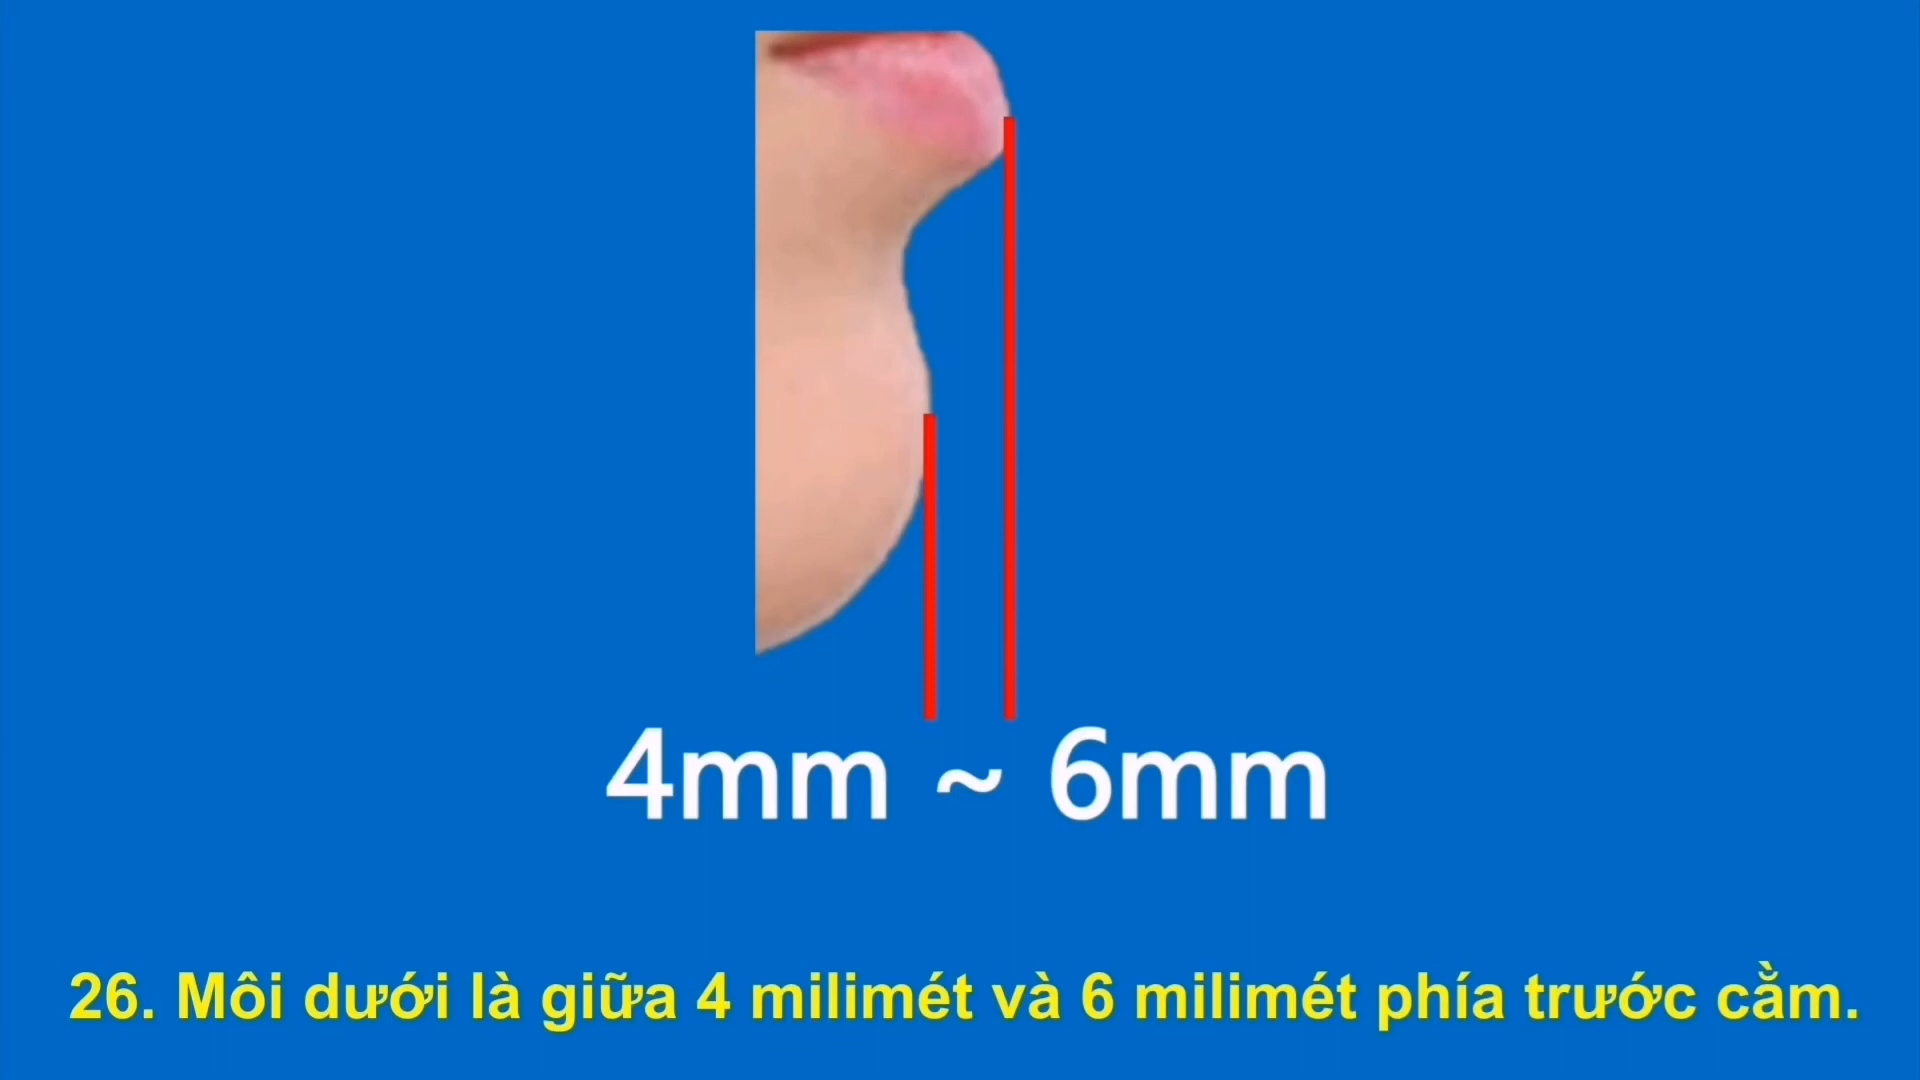 4mm ~ 6mm
26. Môi dưới là giữa 4 milimét và 6 milimét phía trước cằm.